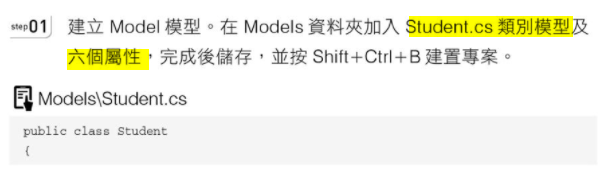 step01 建立 Model 模型。在 Models 資料夾加入 Student.cs 類別模型及
六個屬性，完成後儲存，並按 Shift+Ctrl+B 建置專案。
Models\Student.cs
public class Student
{